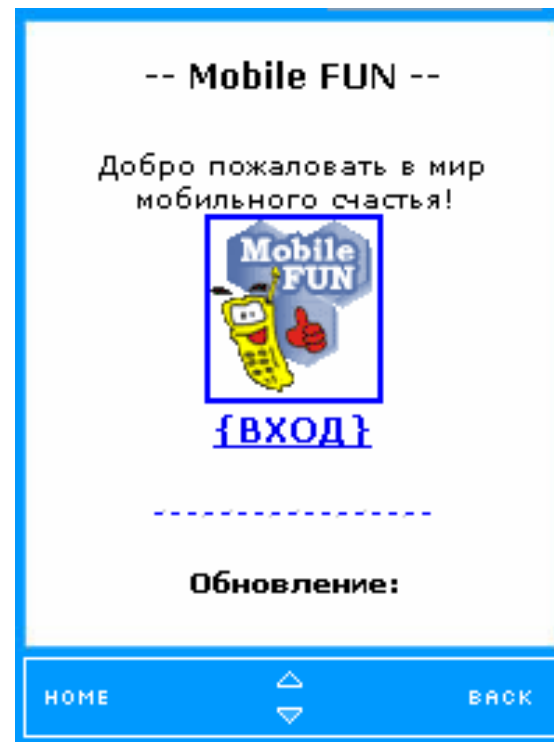 -- Mobile FUN --
Добро пожаловать в мир
мобильного счастья!
Mobile
FUN
{ВХОД}
-----------------
Обновление:
HOME
BACK